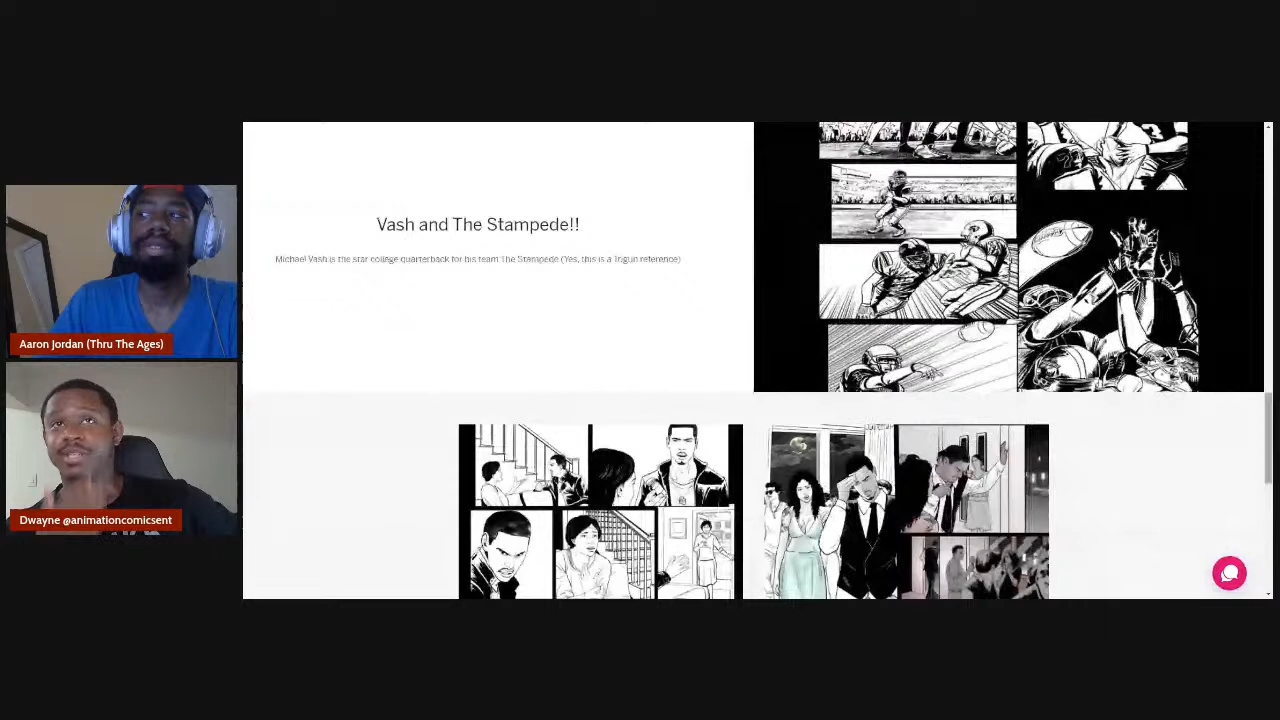 Vash and The Stampede!!
Michael Vash is the star college quarterback for his team The Stampede (Yes, this is a Trigun reference)
Aaron Jordan (Thru The Ages)
Dwayne @animationcomicsent